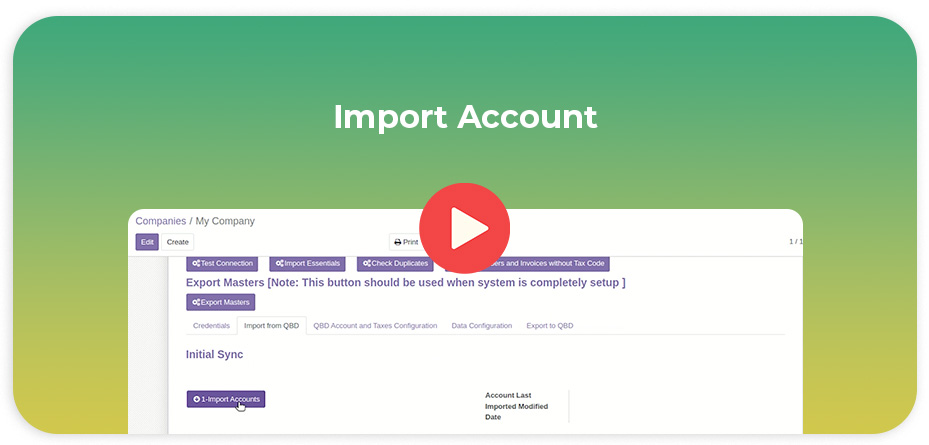 Import Account
Companies / My Company
Edit Create Print 1 / 1
Test Connection Import Essentials Check Duplicates and Invoices without Tax Code
Export Masters [Note: This button should be used when system is completely setup ]
Export Masters
Credentials Import from QBD QBD Account and Taxes Configuration Data Configuration Export to QBD
Initial Sync
1-Import Accounts
Account Last
Imported Modified
Date